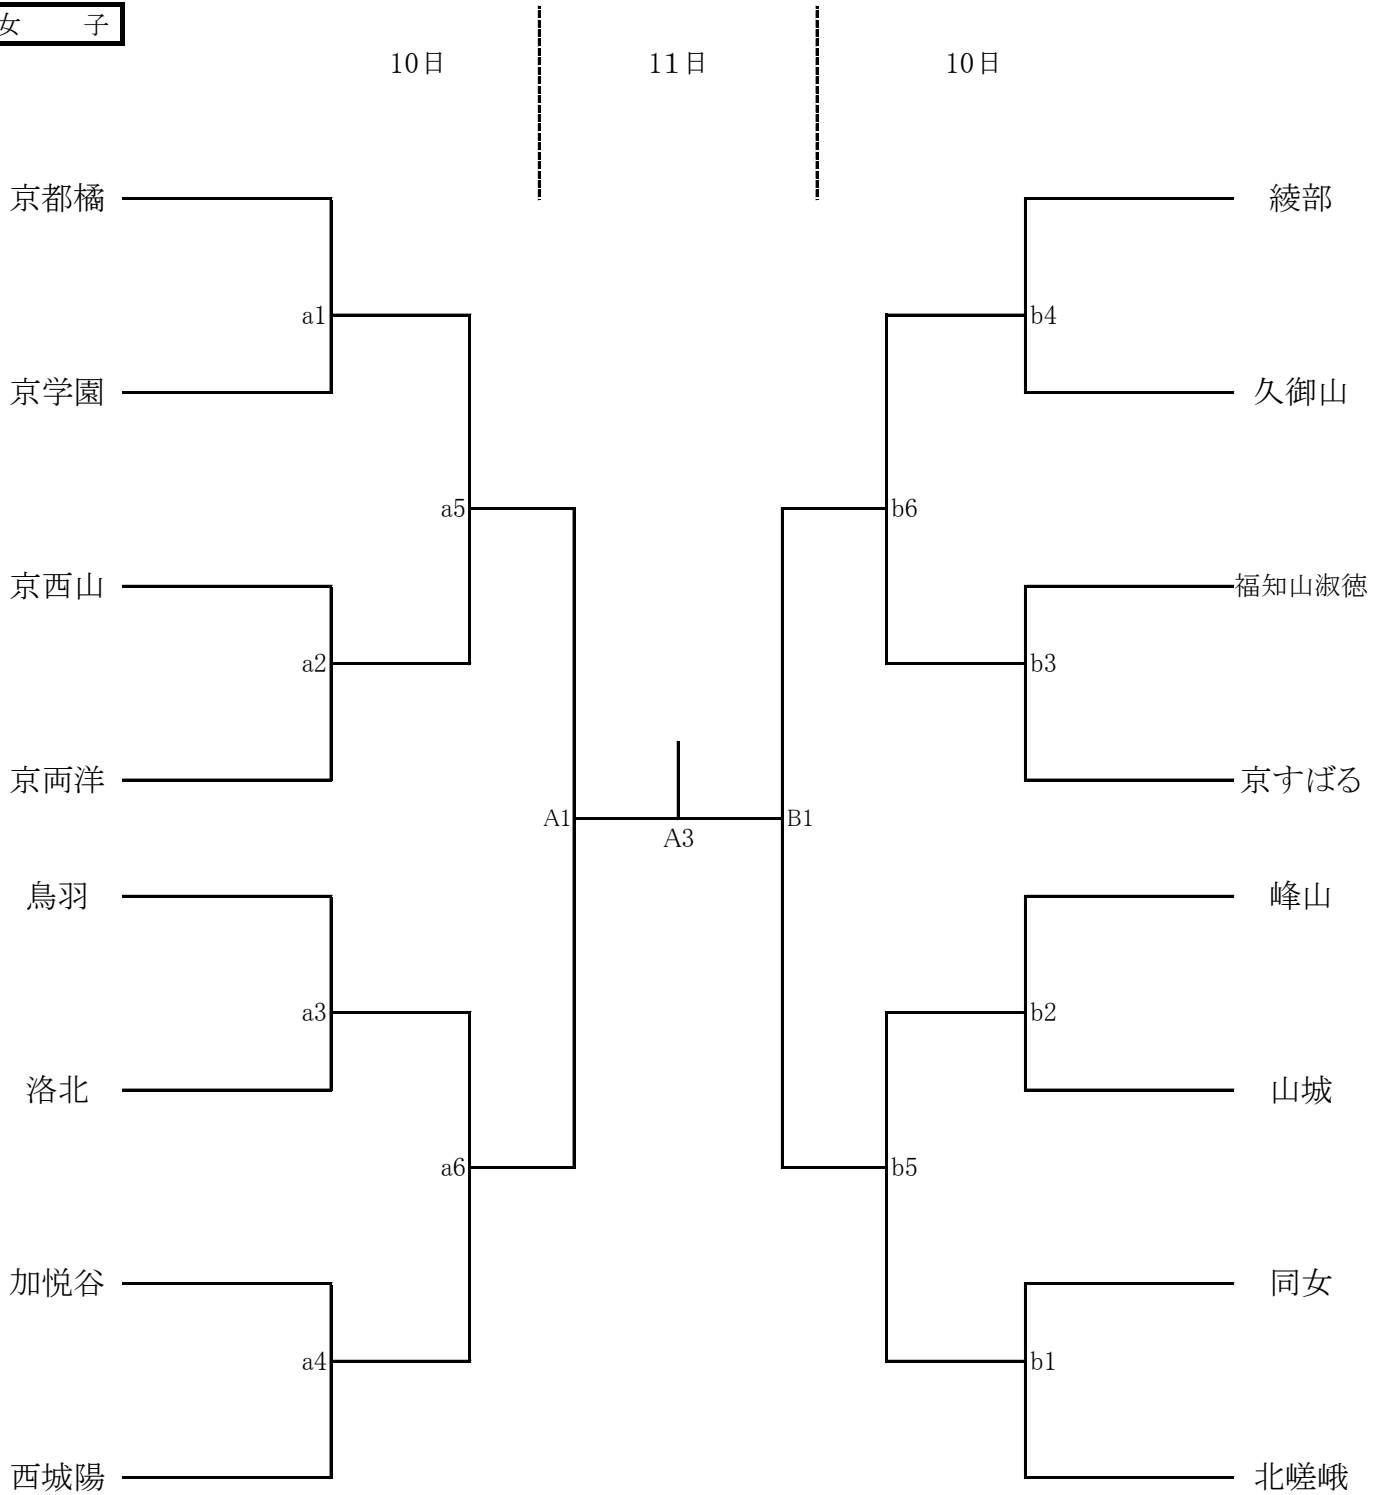 女　子
10日 11日 10日
京都橘 綾部
a1 b4
京学園 久御山
a5 b6
京西山 福知山淑徳
a2 b3
京両洋 京すばる
A1 B1
A3
鳥羽 峰山
a3 b2
洛北 山城
a6 b5
加悦谷 同女
a4 b1
西城陽 北嵯峨